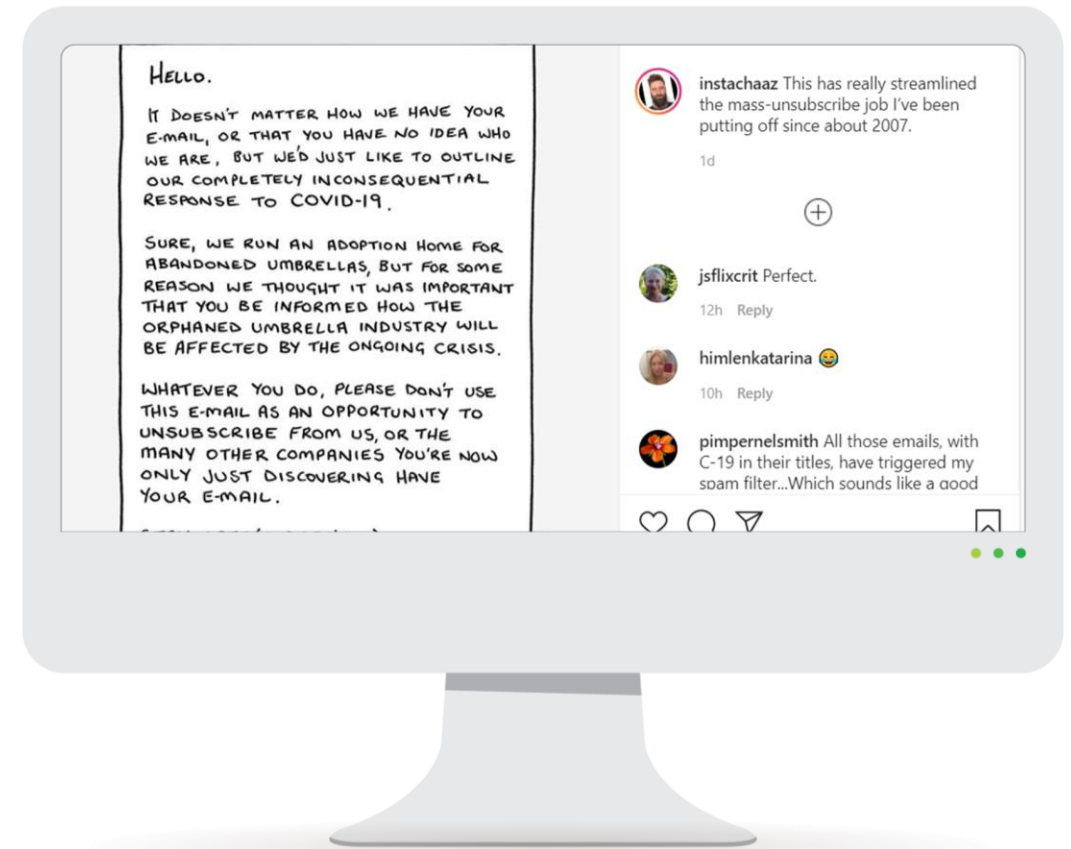 HELLO.
IT DOESN'T MATTER HOW WE HAVE YOUR
E-MAIL, OR THAT YOU HAVE NO IDEA WHO
WE ARE, BUT WE'D JUST LIKE TO OUTLINE
OUR COMPLETELY INCONSEQUENTIAL
RESPONSE TO COVID-19.
SURE, WE RUN AN ADOPTION HOME FOR
ABANDONED UMBRELLAS, BUT FOR SOME
REASON WE THOUGHT IT WAS IMPORTANT
THAT YOU BE INFORMED HOW THE
ORPHANED UMBRELLA INDUSTRY WILL
BE AFFECTED BY THE ONGOING CRISIS.
WHATEVER YOU DO, PLEASE DON'T USE
THIS E-MAIL AS AN OPPORTUNITY TO
UNSUBSCRIBE FROM US, OR THE
MANY OTHER COMPANIES YOU'RE NOW
ONLY JUST DISCOVERING HAVE
YOUR E-MAIL.
instachaaz This has really streamlined
the mass-unsubscribe job I've been
putting off since about 2007.
1d
jsflixcrit Perfect.
12h Reply
himlenkatarina 😂
10h Reply
pimpernelsmith All those emails, with
C-19 in their titles, have triggered my
spam filter...Which sounds like a good